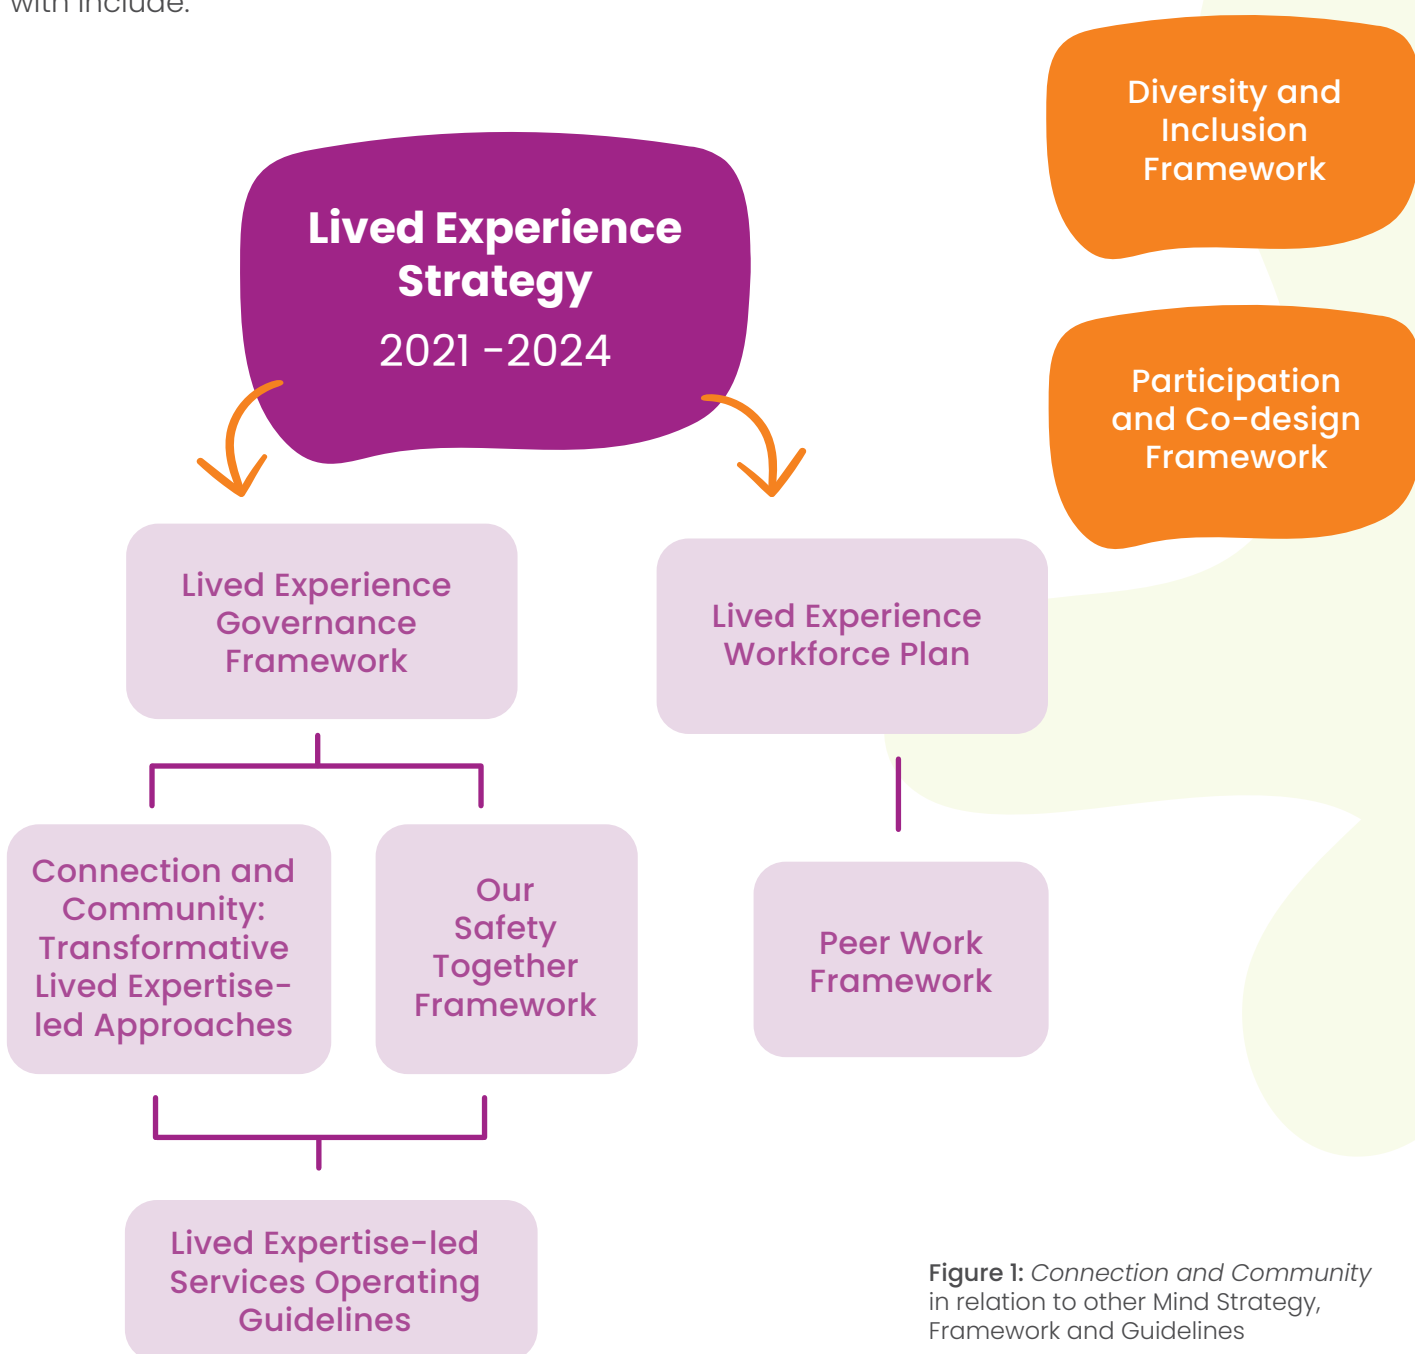 with include:
Diversity and
Inclusion
Framework
Lived Experience
Strategy
2021 -2024
Participation
and Co-design
Framework
Lived Experience
Governance
Framework
Lived Experience
Workforce Plan
Connection and
Community:
Transformative
Lived Expertise-
led Approaches
Our
Safety
Together
Framework
Peer Work
Framework
Lived Expertise-led
Services Operating
Guidelines
Figure 1: Connection and Community
in relation to other Mind Strategy,
Framework and Guidelines